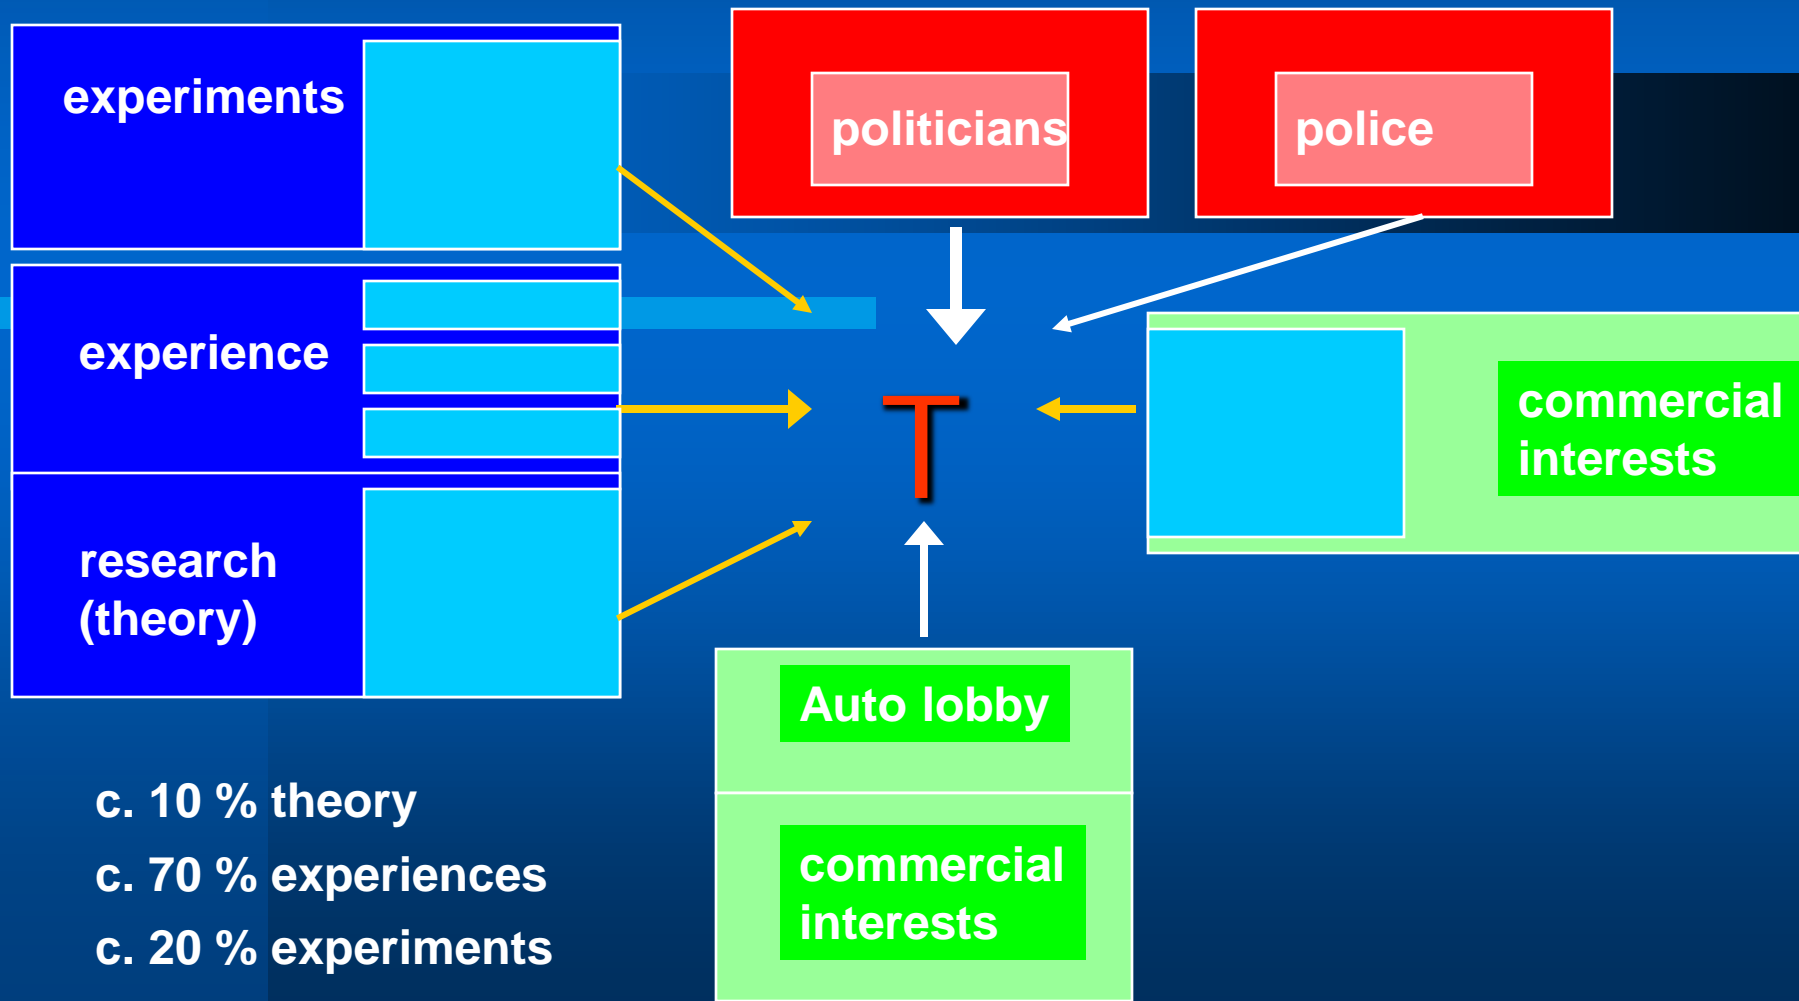 experiments
politicians
police
experience
T
commercial
interests
research
(theory)
Auto lobby
commercial
interests
c. 10 % theory
c. 70 % experiences
c. 20 % experiments